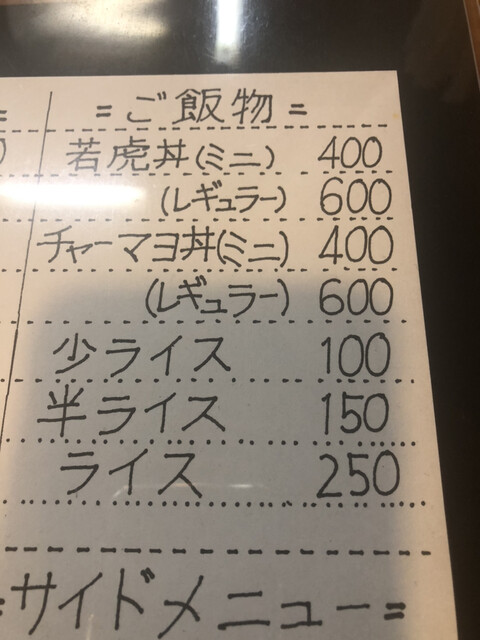 = ご飯物 =
若虎丼(ミニ) 400
(レギュラー) 600
チャーマヨ丼(ミニ) 400
(レギュラー) 600
少ライス 100
半ライス 150
ライス 250
=サイドメニュー=